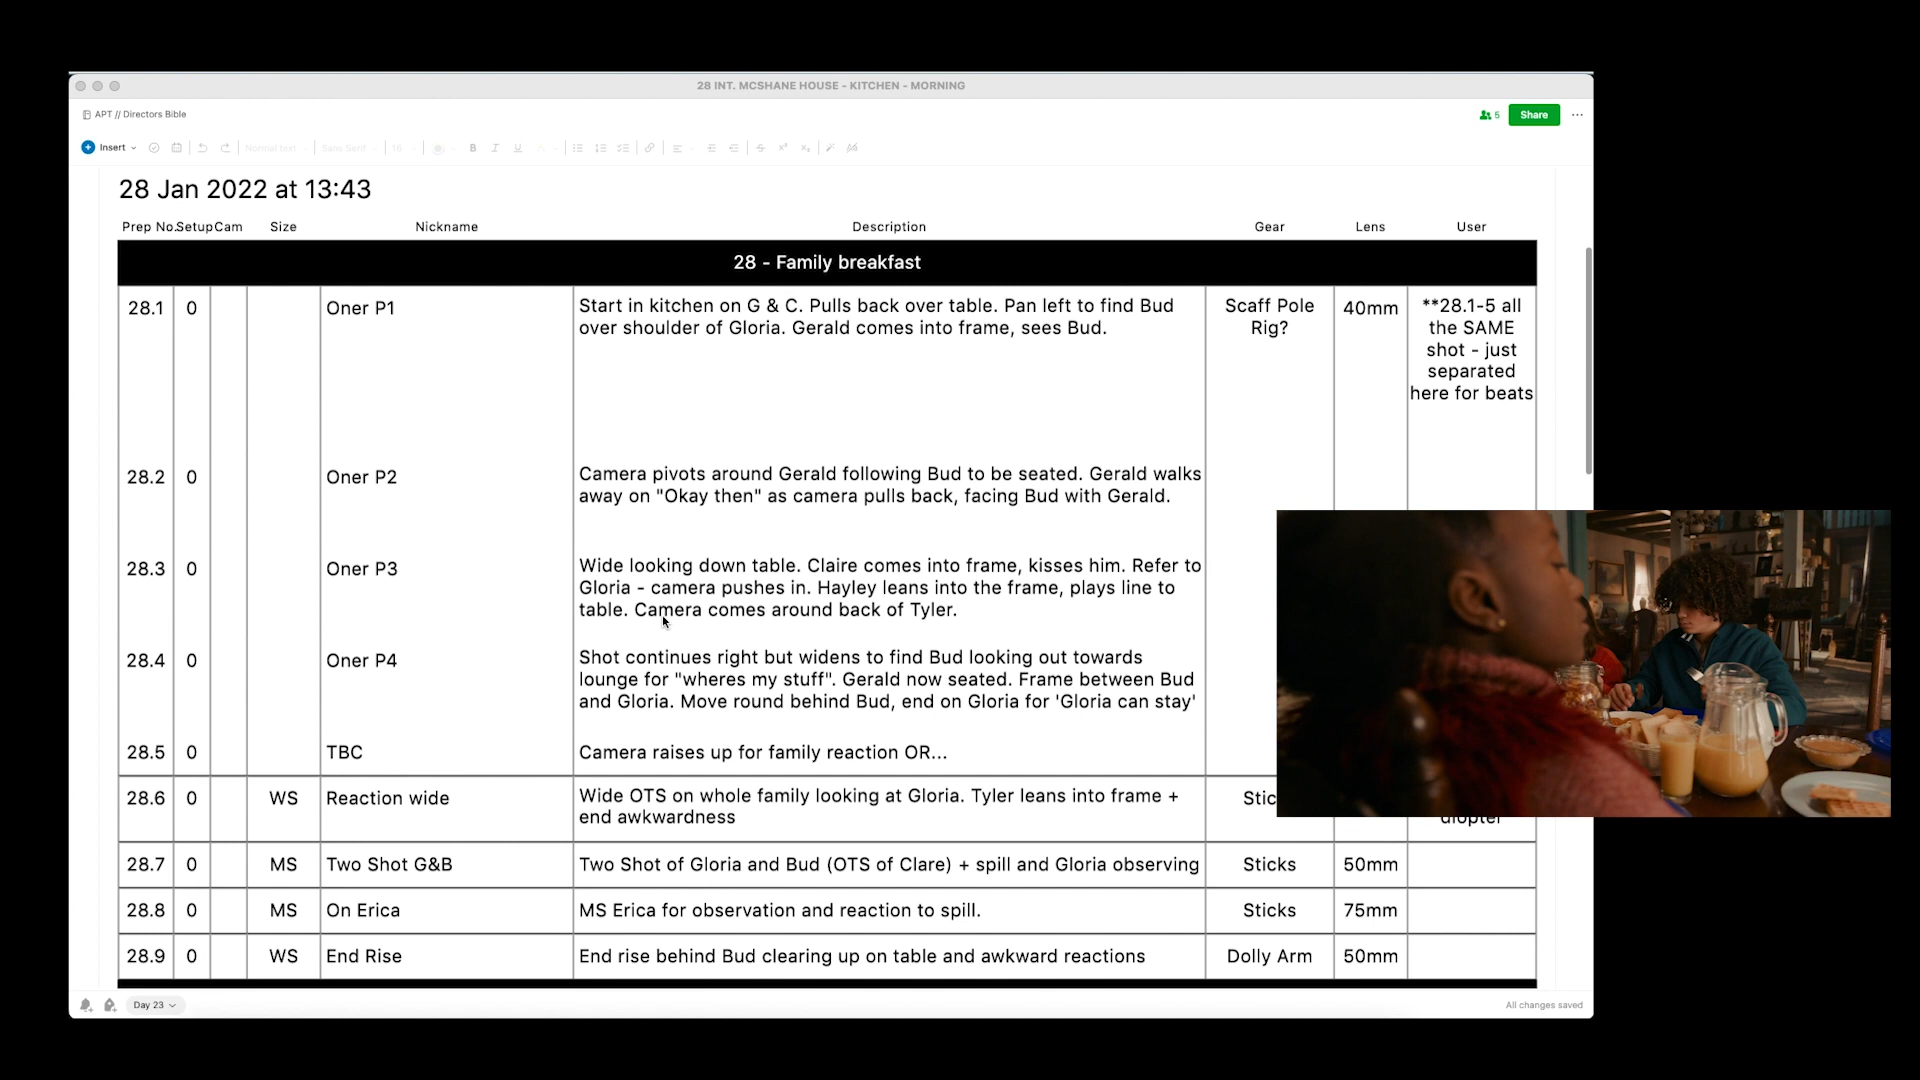 28 INT. MCSHANE HOUSE - KITCHEN - MORNING
APT // Directors Bible
5
Share
Insert
Normal text
Sans Serif
16
28 Jan 2022 at 13:43
Prep No. Setup Cam Size Nickname Description Gear Lens User
28 - Family breakfast
28.1 0 Oner P1 Start in kitchen on G & C. Pulls back over table. Pan left to find Bud
over shoulder of Gloria. Gerald comes into frame, sees Bud.
Scaff Pole
Rig?
40mm
**28.1-5 all
the SAME
shot - just
separated
here for beats
28.2 0 Oner P2 Camera pivots around Gerald following Bud to be seated. Gerald walks
away on "Okay then" as camera pulls back, facing Bud with Gerald.
28.3 0 Oner P3 Wide looking down table. Claire comes into frame, kisses him. Refer to
Gloria - camera pushes in. Hayley leans into the frame, plays line to
table. Camera comes around back of Tyler.
28.4 0 Oner P4 Shot continues right but widens to find Bud looking out towards
lounge for "wheres my stuff". Gerald now seated. Frame between Bud
and Gloria. Move round behind Bud, end on Gloria for 'Gloria can stay'
28.5 0 TBC Camera raises up for family reaction OR...
28.6 0 WS Reaction wide Wide OTS on whole family looking at Gloria. Tyler leans into frame +
end awkwardness
Stic
diopter
28.7 0 MS Two Shot G&B Two Shot of Gloria and Bud (OTS of Clare) + spill and Gloria observing Sticks 50mm
28.8 0 MS On Erica MS Erica for observation and reaction to spill. Sticks 75mm
28.9 0 WS End Rise End rise behind Bud clearing up on table and awkward reactions Dolly Arm 50mm
Day 23
All changes saved